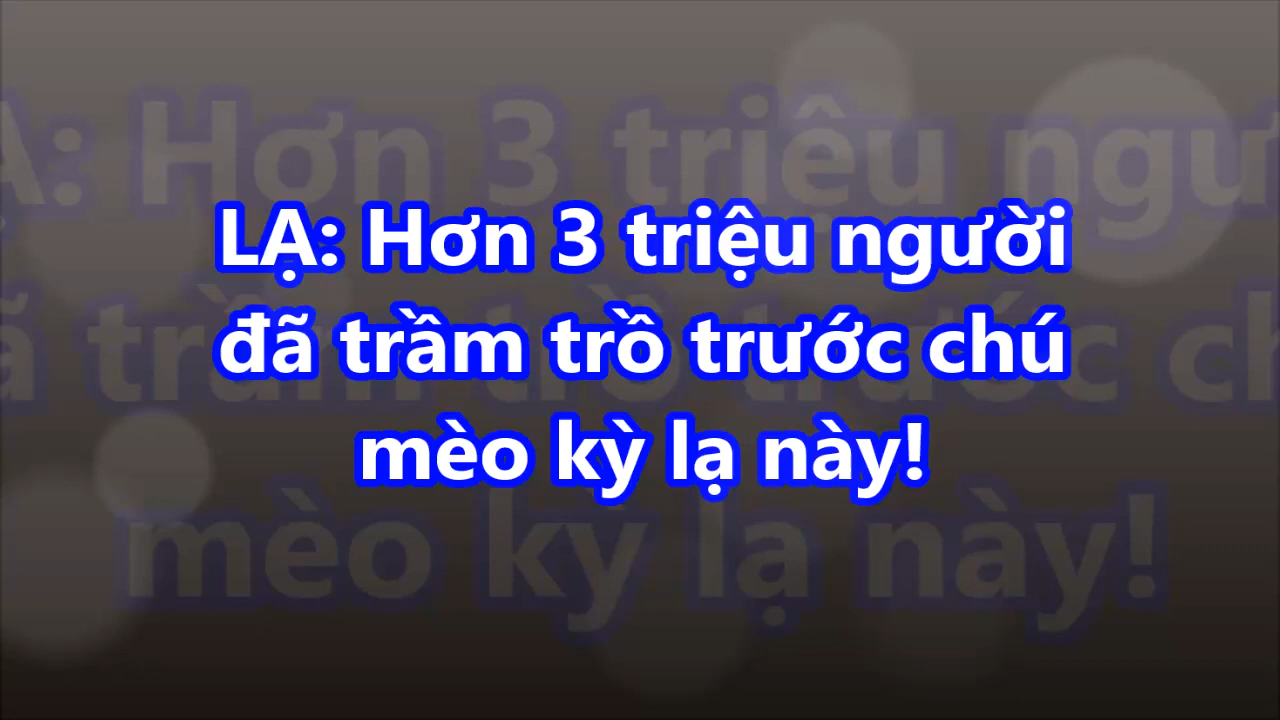 LẠ: Hơn 3 triệu người
đã trầm trồ trước chú
mèo kỳ lạ này!